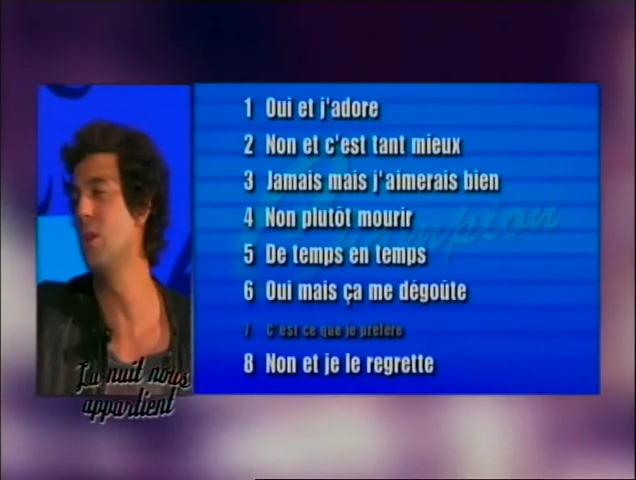 1 Oui et j'adore
2 Non et c'est tant mieux
3 Jamais mais j'aimerais bien
4 Non plutôt mourir
5 De temps en temps
6 Oui mais ça me dégoûte
7 C'est ce que je préfère
8 Non et je le regrette
La nuit nous
appartient